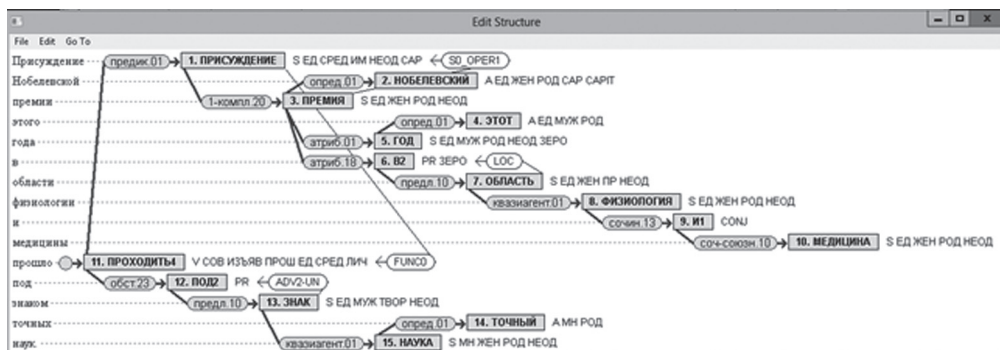 Edit Structure
File Edit Go To
Присуждение предик.01 1. ПРИСУЖДЕНИЕ S ЕД СРЕД ИМ НЕОД CAP S0_OPER1
Нобелевской опред.01 2. НОБЕЛЕВСКИЙ A ЕД ЖЕН РОД CAP CAPIT
премии 1-компл.20 3. ПРЕМИЯ S ЕД ЖЕН РОД НЕОД
этого опред.01 4. ЭТОТ A ЕД МУЖ РОД
года атриб.01 5. ГОД S ЕД МУЖ РОД НЕОД ЗЕРО
в атриб.18 6. В2 PR ЗЕРО LOC
области предл.10 7. ОБЛАСТЬ S ЕД ЖЕН ПР НЕОД
физиологии квазиагент.01 8. ФИЗИОЛОГИЯ S ЕД ЖЕН РОД НЕОД
и сочин.13 9. И1 CONJ
медицины соч-союзн.10 10. МЕДИЦИНА S ЕД ЖЕН РОД НЕОД
прошло 11. ПРОХОДИТЬ4 V СОВ ИЗЪЯВ ПРОШ ЕД СРЕД ЛИЧ FUNC0
под обст.23 12. ПОД2 PR ADV2-UN
знаком предл.10 13. ЗНАК S ЕД МУЖ ТВОР НЕОД
точных опред.01 14. ТОЧНЫЙ A МН РОД
наук квазиагент.01 15. НАУКА S МН ЖЕН РОД НЕОД